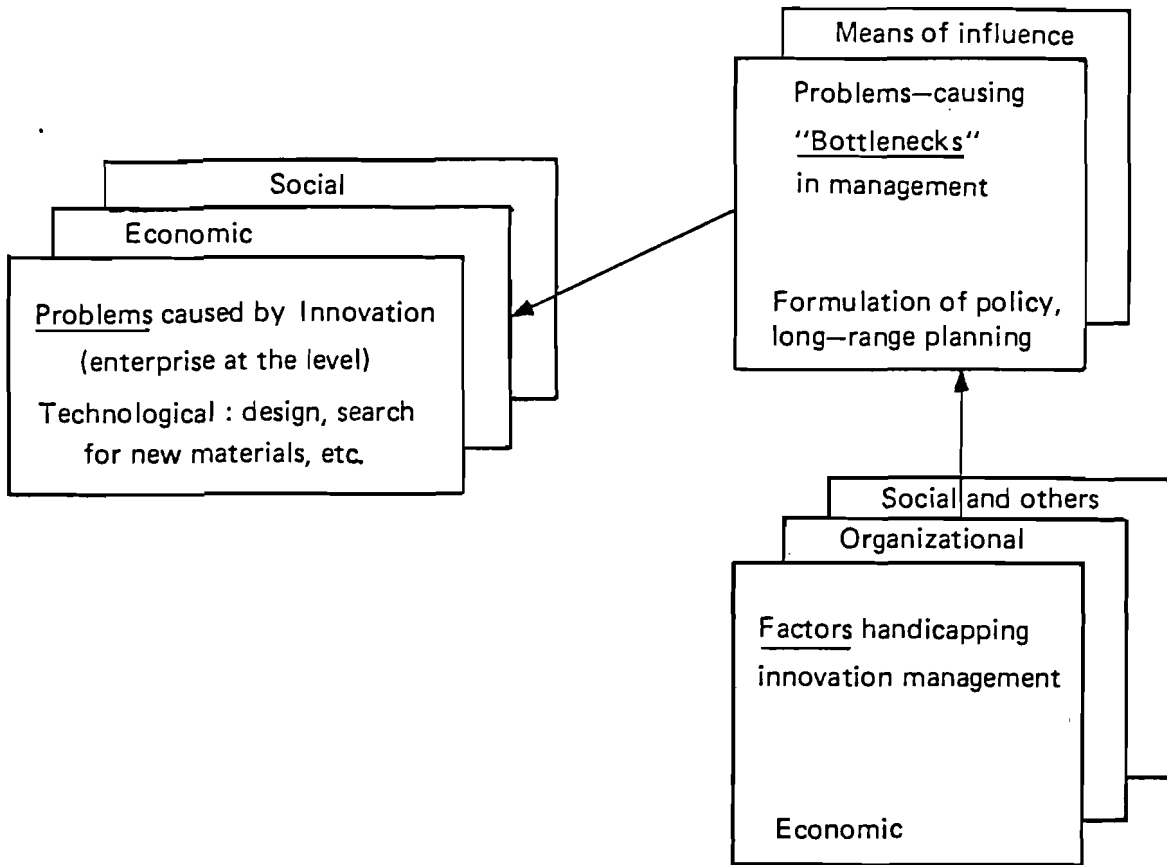 Means of influence
Problems—causing
"Bottlenecks"
in management
Formulation of policy,
long—range planning
Social
Economic
Problems caused by Innovation
(enterprise at the level)
Technological : design, search
for new materials, etc.
Social and others
Organizational
Factors handicapping
innovation management
Economic